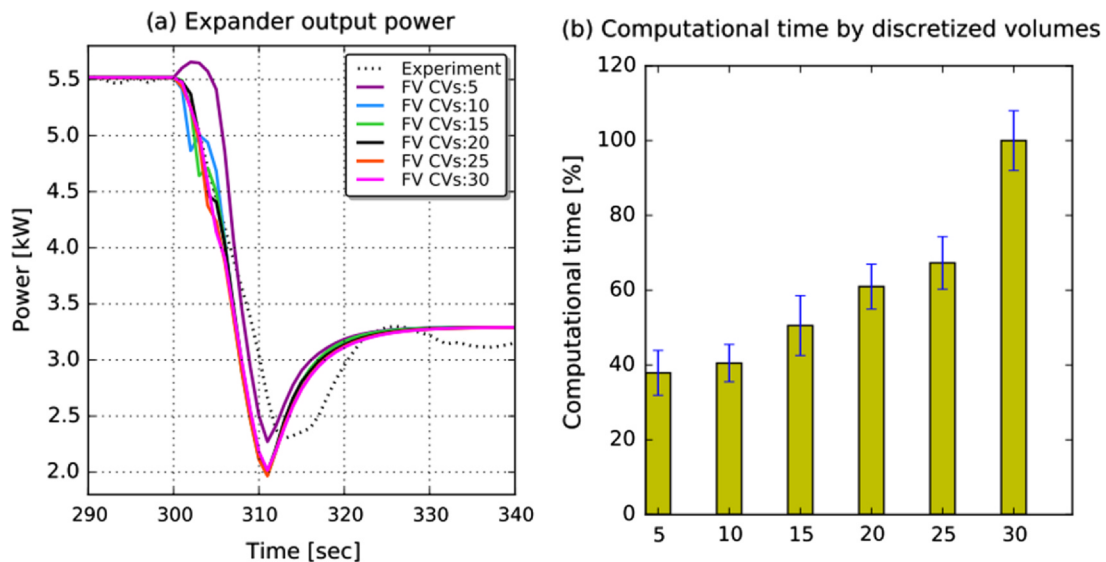 (a) Expander output power
Power [kW]
5.5
5.0
4.5
4.0
3.5
3.0
2.5
2.0
290 300 310 320 330 340
Time [sec]
Experiment
FV CVs:5
FV CVs:10
FV CVs:15
FV CVs:20
FV CVs:25
FV CVs:30
(b) Computational time by discretized volumes
Computational time [%]
120
100
80
60
40
20
0
5 10 15 20 25 30